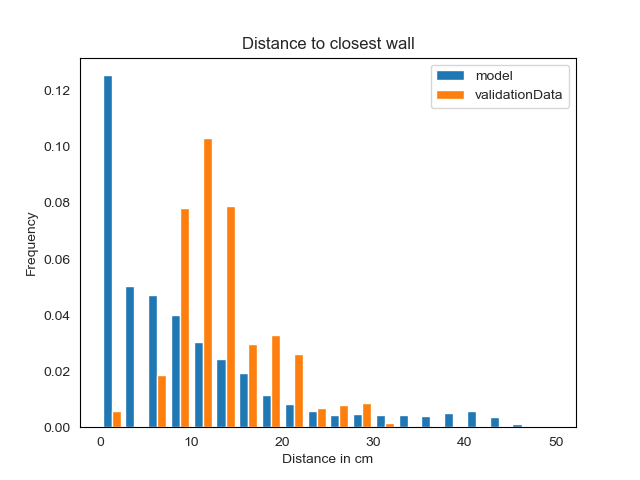 Distance to closest wall
model
validationData
0.12
0.10
0.08
0.06
0.04
0.02
0.00
Frequency
0 10 20 30 40 50
Distance in cm